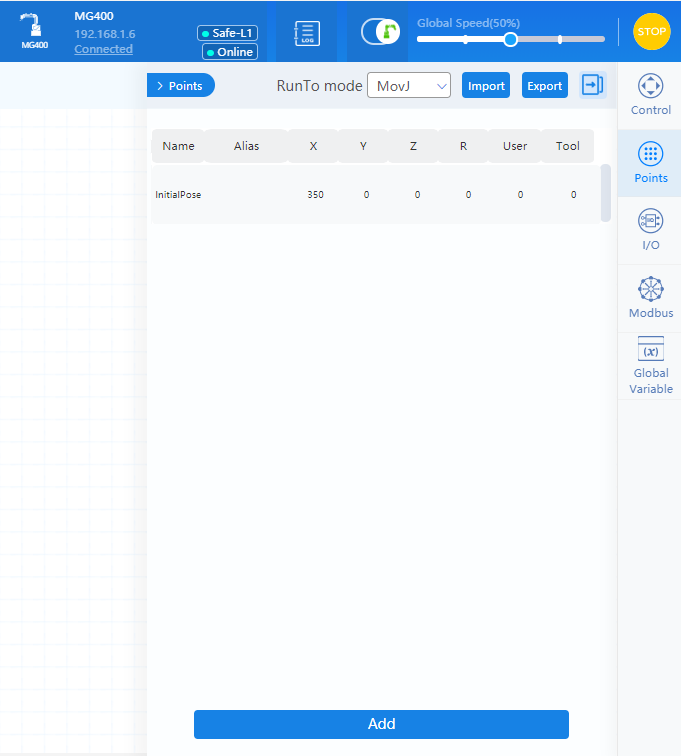 MG400
192.168.1.6
Connected
MG400
Safe-L1
Online
LOG
Global Speed(50%)
STOP
Points
RunTo mode
MovJ
Import
Export
Name Alias X Y Z R User Tool
InitialPose 350 0 0 0 0 0
Add
Control
Points
I/O
Modbus
(x)
Global
Variable